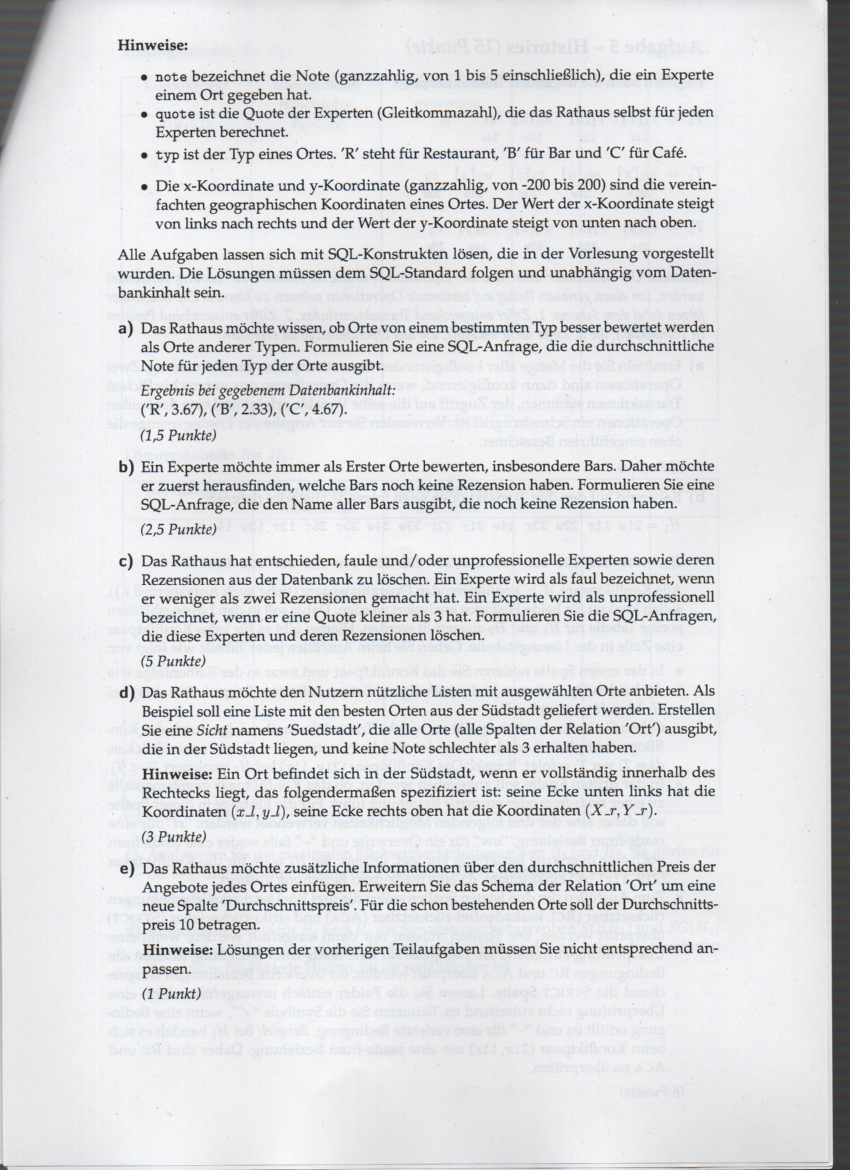 Hinweise:
• note bezeichnet die Note (ganzzahlig, von 1 bis 5 einschließlich), die ein Experte
einem Ort gegeben hat.
• quote ist die Quote der Experten (Gleitkommazahl), die das Rathaus selbst für jeden
Experten berechnet.
• typ ist der Typ eines Ortes. 'R' steht für Restaurant, 'B' für Bar und 'C' für Café.
• Die x-Koordinate und y-Koordinate (ganzzahlig, von -200 bis 200) sind die verein-
fachten geographischen Koordinaten eines Ortes. Der Wert der x-Koordinate steigt
von links nach rechts und der Wert der y-Koordinate steigt von unten nach oben.
Alle Aufgaben lassen sich mit SQL-Konstrukten lösen, die in der Vorlesung vorgestellt
wurden. Die Lösungen müssen dem SQL-Standard folgen und unabhängig vom Daten-
bankinhalt sein.
a) Das Rathaus möchte wissen, ob Orte von einem bestimmten Typ besser bewertet werden
als Orte anderer Typen. Formulieren Sie eine SQL-Anfrage, die die durchschnittliche
Note für jeden Typ der Orte ausgibt.
Ergebnis bei gegebenem Datenbankinhalt:
('R', 3.67), ('B', 2.33), ('C', 4.67).
(1,5 Punkte)
b) Ein Experte möchte immer als Erster Orte bewerten, insbesondere Bars. Daher möchte
er zuerst herausfinden, welche Bars noch keine Rezension haben. Formulieren Sie eine
SQL-Anfrage, die den Name aller Bars ausgibt, die noch keine Rezension haben.
(2,5 Punkte)
c) Das Rathaus hat entschieden, faule und/oder unprofessionelle Experten sowie deren
Rezensionen aus der Datenbank zu löschen. Ein Experte wird als faul bezeichnet, wenn
er weniger als zwei Rezensionen gemacht hat. Ein Experte wird als unprofessionell
bezeichnet, wenn er eine Quote kleiner als 3 hat. Formulieren Sie die SQL-Anfragen,
die diese Experten und deren Rezensionen löschen.
(5 Punkte)
d) Das Rathaus möchte den Nutzern nützliche Listen mit ausgewählten Orte anbieten. Als
Beispiel soll eine Liste mit den besten Orten aus der Südstadt geliefert werden. Erstellen
Sie eine Sicht namens 'Suedstadt', die alle Orte (alle Spalten der Relation 'Ort') ausgibt,
die in der Südstadt liegen, und keine Note schlechter als 3 erhalten haben.
Hinweise: Ein Ort befindet sich in der Südstadt, wenn er vollständig innerhalb des
Rechtecks liegt, das folgendermaßen spezifiziert ist: seine Ecke unten links hat die
Koordinaten (x_l, y_l), seine Ecke rechts oben hat die Koordinaten (X_r, Y_r).
(3 Punkte)
e) Das Rathaus möchte zusätzliche Informationen über den durchschnittlichen Preis der
Angebote jedes Ortes einfügen. Erweitern Sie das Schema der Relation 'Ort' um eine
neue Spalte 'Durchschnittspreis'. Für die schon bestehenden Orte soll der Durchschnitts-
preis 10 betragen.
Hinweis: Lösungen der vorherigen Teilaufgaben müssen Sie nicht entsprechend an-
passen.
(1 Punkt)